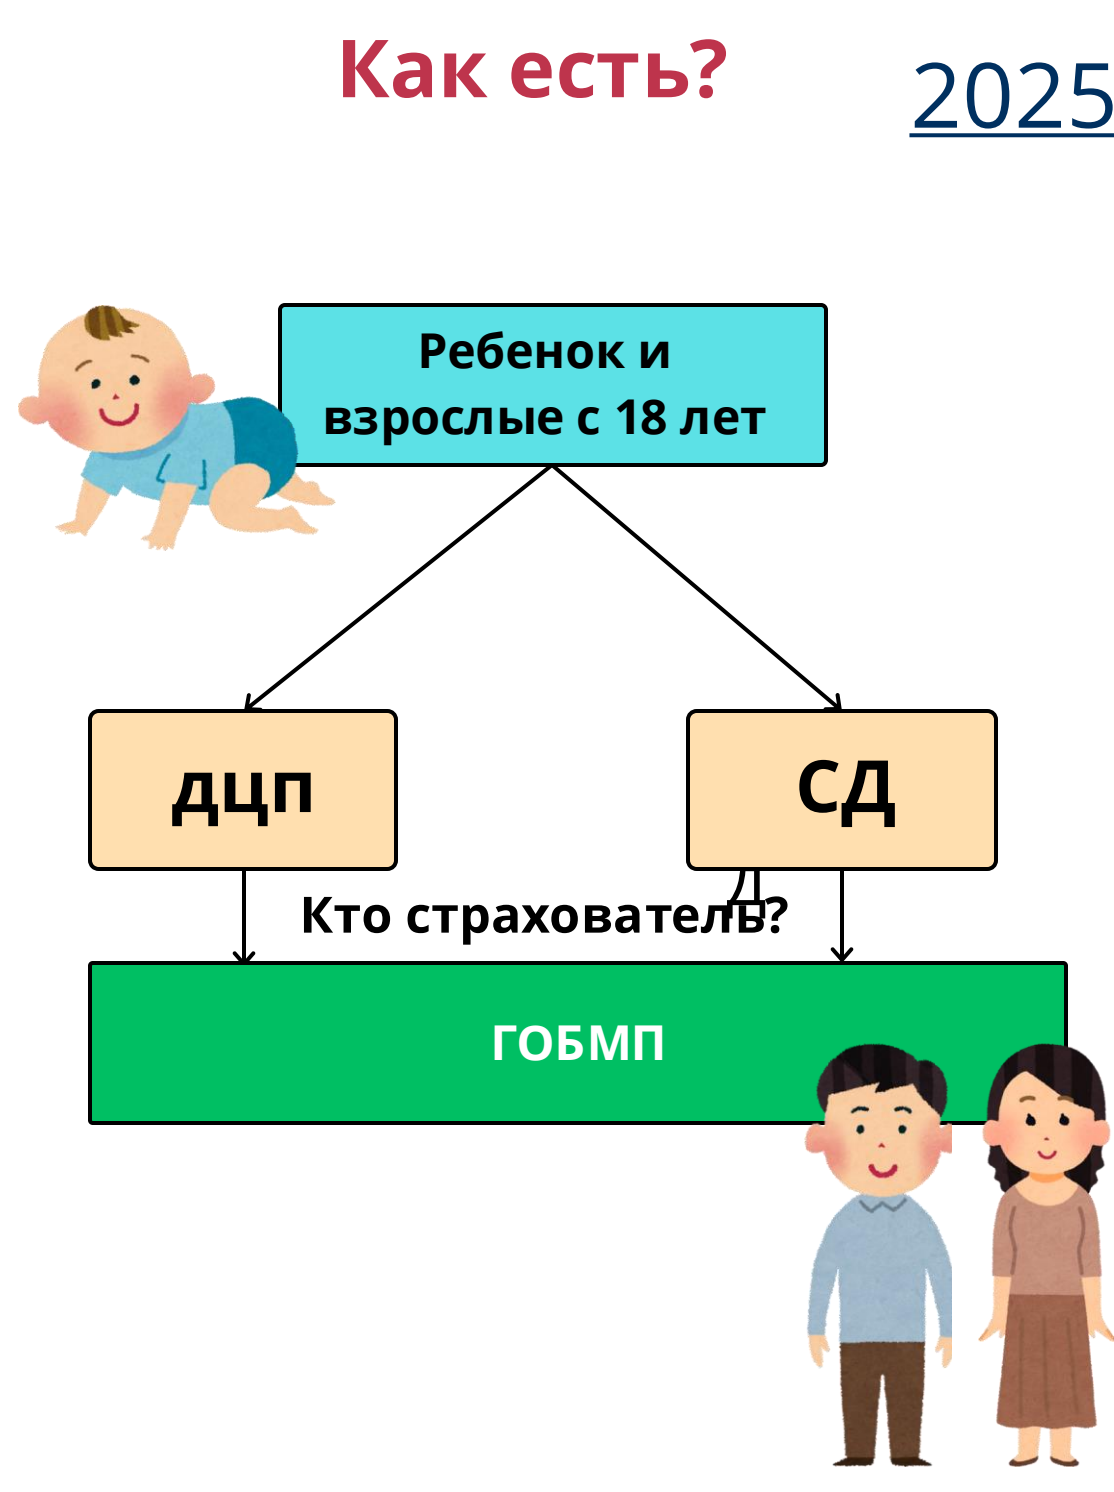 Как есть?
2025
Ребенок и
взрослые с 18 лет
дцп
СД
Д
Кто страхователь?
ГОБМП